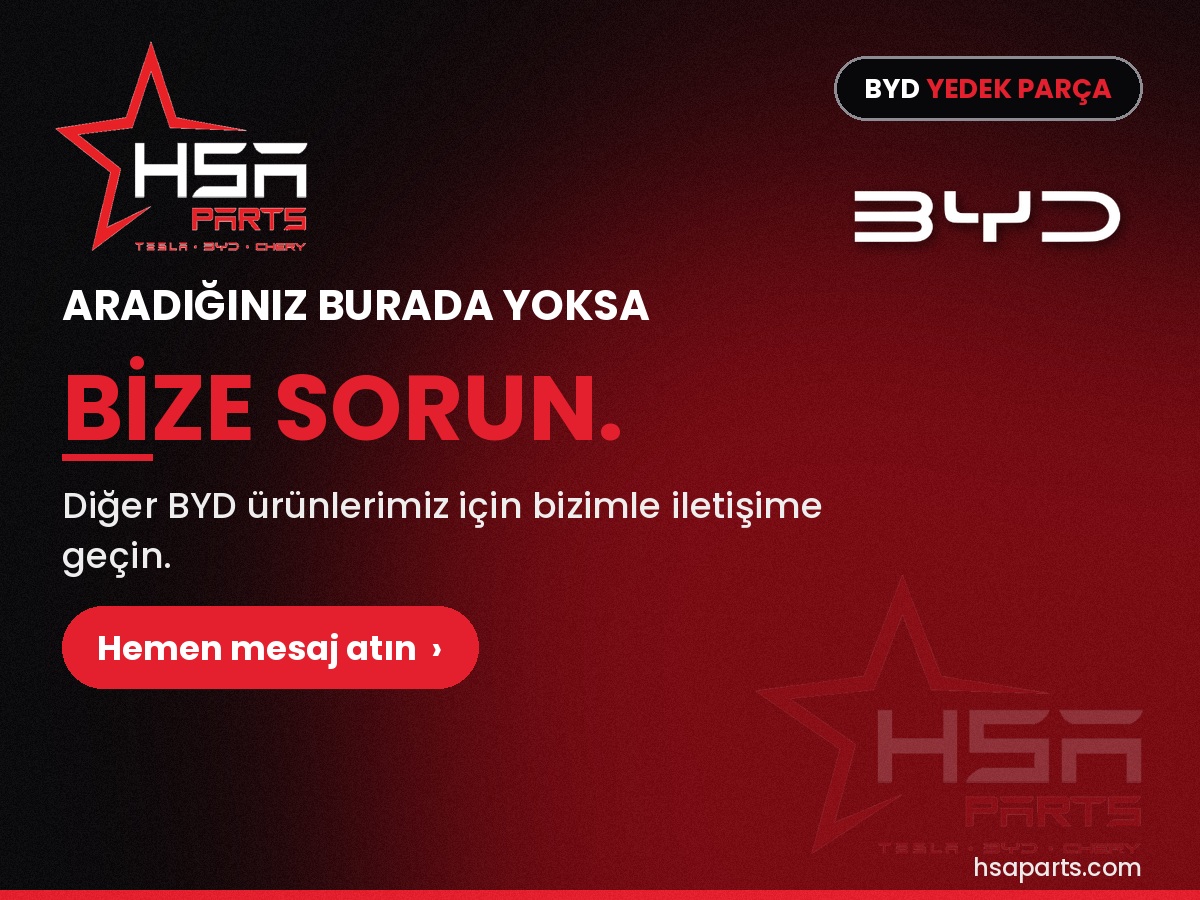 HSA
PARTS
TESLA • BYD • CHERY
BYD YEDEK PARÇA
BYD
ARADIĞINIZ BURADA YOKSA
BİZE SORUN.
Diğer BYD ürünlerimiz için bizimle iletişime
geçin.
Hemen mesaj atın ›
HSA
PARTS
TESLA • BYD • CHERY
hsaparts.com